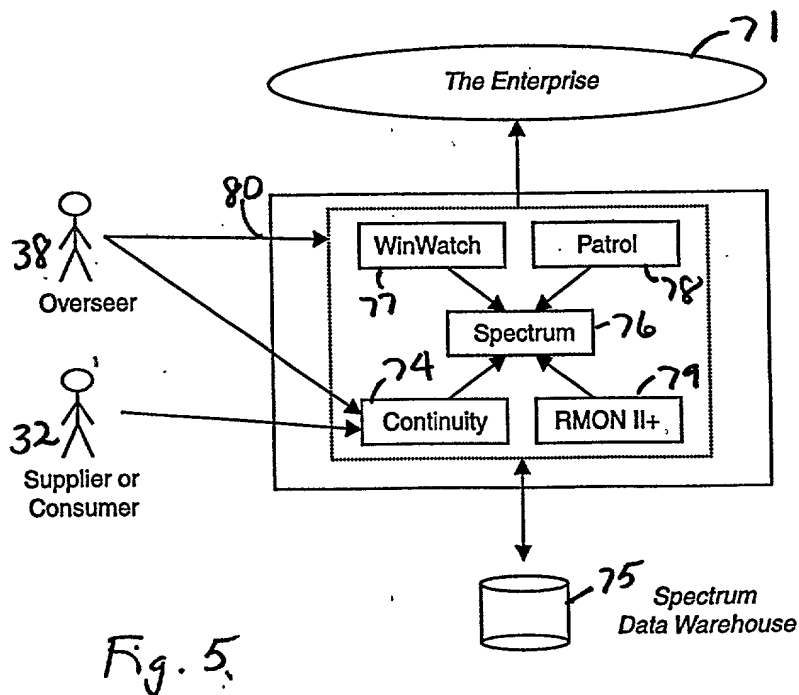 71
The Enterprise
80
38
Overseer
WinWatch
77
Patrol
78
Spectrum
76
74
Continuity
79
RMON II+
32
Supplier or
Consumer
75
Spectrum
Data Warehouse
Fig. 5